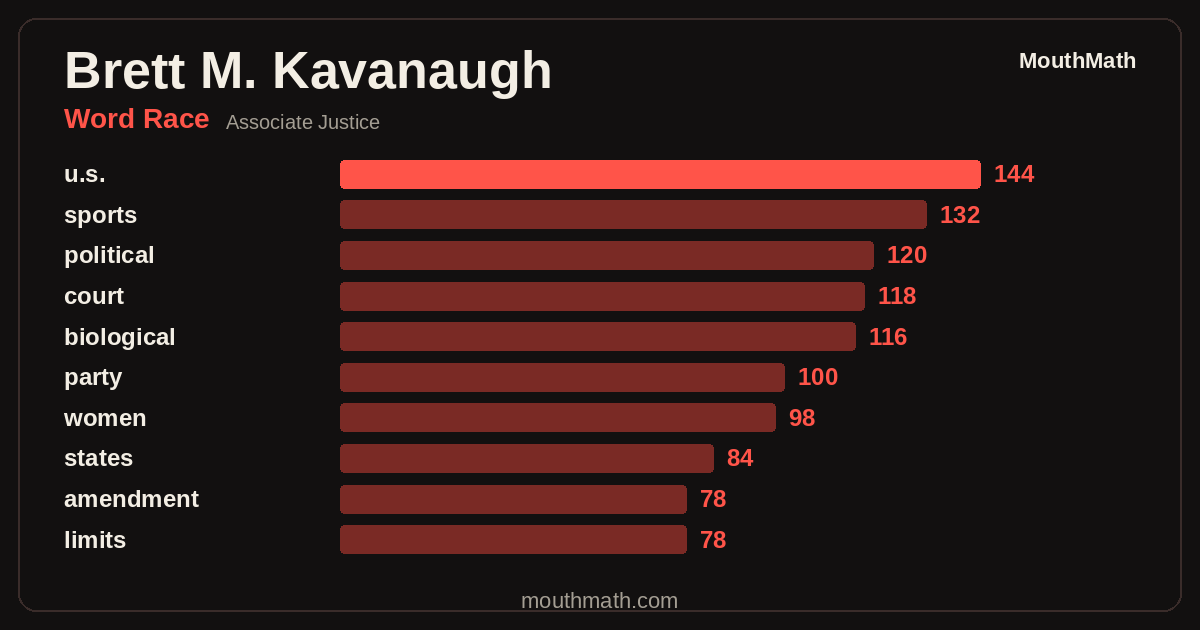 Brett M. Kavanaugh
MouthMath
Word Race Associate Justice
u.s. 144
sports 132
political 120
court 118
biological 116
party 100
women 98
states 84
amendment 78
limits 78
mouthmath.com